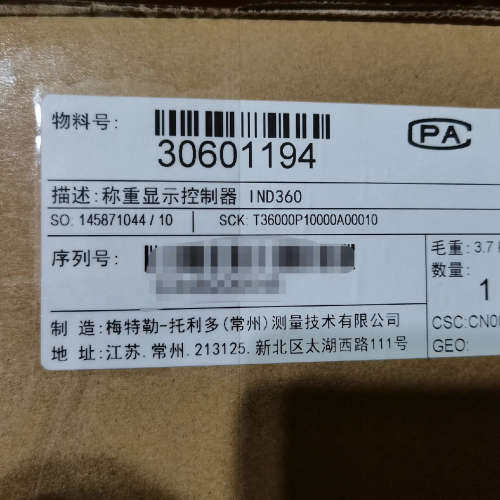 物料号:
30601194
PA
描述:称重显示控制器 IND360
SO: 145871044 / 10 SCK: T36000P10000A00010
序列号:
毛重: 3.7
数量:
1
制 造:梅特勒-托利多(常州)测量技术有限公司
地 址:江苏.常州.213125.新北区太湖西路111号
CSC:CN0
GEO: